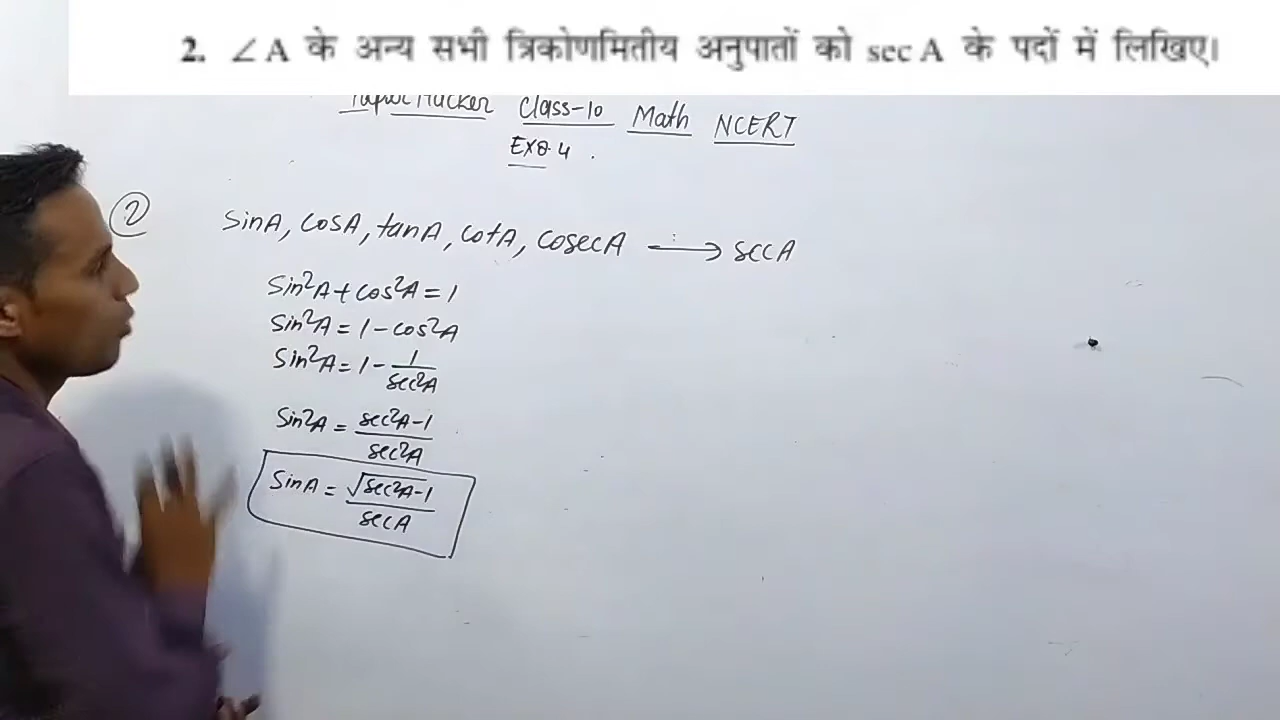 2. ∠A के अन्य सभी त्रिकोणमितीय अनुपातों को sec A के पदों में लिखिए।
Class-10 Math NCERT
Ex 8.4
② SinA, cosA, tanA, cotA, cosecA → secA
Sin²A + cos²A = 1
Sin²A = 1 - cos²A
Sin²A = 1 - 1/sec²A
Sin²A = sec²A-1/sec²A
SinA = √sec²A-1/secA